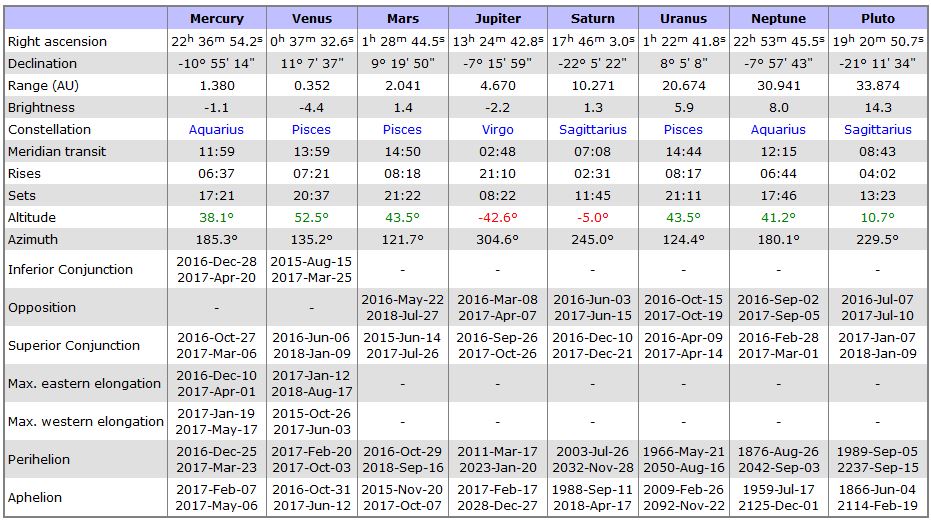 Mercury Venus Mars Jupiter Saturn Uranus Neptune Pluto
Right ascension 22h 36m 54.2s 0h 37m 32.6s 1h 28m 44.5s 13h 24m 42.8s 17h 46m 3.0s 1h 22m 41.8s 22h 53m 45.5s 19h 20m 50.7s
Declination -10° 55' 14" 11° 7' 37" 9° 19' 50" -7° 15' 59" -22° 5' 22" 8° 5' 8" -7° 57' 43" -21° 11' 34"
Range (AU) 1.380 0.352 2.041 4.670 10.271 20.674 30.941 33.874
Brightness -1.1 -4.4 1.4 -2.2 1.3 5.9 8.0 14.3
Constellation Aquarius Pisces Pisces Virgo Sagittarius Pisces Aquarius Sagittarius
Meridian transit 11:59 13:59 14:50 02:48 07:08 14:44 12:15 08:43
Rises 06:37 07:21 08:18 21:10 02:31 08:17 06:44 04:02
Sets 17:21 20:37 21:22 08:22 11:45 21:11 17:46 13:23
Altitude 38.1° 52.5° 43.5° -42.6° -5.0° 43.5° 41.2° 10.7°
Azimuth 185.3° 135.2° 121.7° 304.6° 245.0° 124.4° 180.1° 229.5°
Inferior Conjunction 2016-Dec-28 2015-Aug-15 - - - - - -
2017-Apr-20 2017-Mar-25
Opposition - - 2016-May-22 2016-Mar-08 2016-Jun-03 2016-Oct-15 2016-Sep-02 2016-Jul-07
2018-Jul-27 2017-Apr-07 2017-Jun-15 2017-Oct-19 2017-Sep-05 2017-Jul-10
Superior Conjunction 2016-Oct-27 2016-Jun-06 2015-Jun-14 2016-Sep-26 2016-Dec-10 2016-Apr-09 2016-Feb-28 2017-Jan-07
2017-Mar-06 2018-Jan-09 2017-Jul-26 2017-Oct-26 2017-Dec-21 2017-Apr-14 2017-Mar-01 2018-Jan-09
Max. eastern elongation 2016-Dec-10 2017-Jan-12 - - - - - -
2017-Apr-01 2018-Aug-17
Max. western elongation 2017-Jan-19 2015-Oct-26 - - - - - -
2017-May-17 2017-Jun-03
Perihelion 2016-Dec-25 2017-Feb-20 2016-Oct-29 2011-Mar-17 2003-Jul-26 1966-May-21 1876-Aug-26 1989-Sep-05
2017-Mar-23 2017-Oct-03 2018-Sep-16 2023-Jan-20 2032-Nov-28 2050-Aug-16 2042-Sep-03 2237-Sep-15
Aphelion 2017-Feb-07 2016-Oct-31 2015-Nov-20 2017-Feb-17 1988-Sep-11 2009-Feb-26 1959-Jul-17 1866-Jun-04
2017-May-06 2017-Jun-12 2017-Oct-07 2028-Dec-27 2018-Apr-17 2092-Nov-22 2125-Dec-01 2114-Feb-19